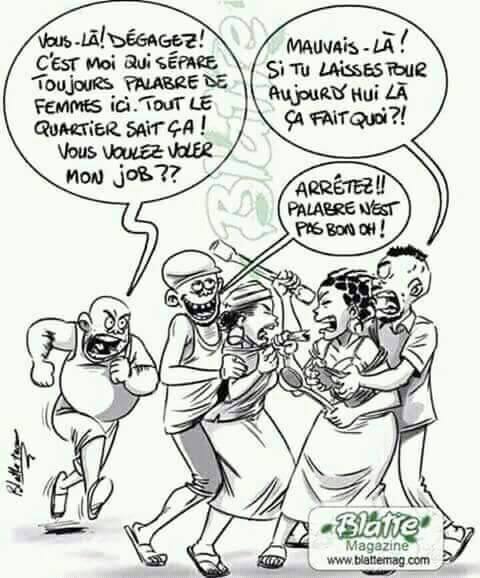 VOUS-LÀ! DÉGAGEZ!
C'EST MOI QUI SÉPARE
TOUJOURS PALABRE DE
FEMMES ICI. TOUT LE
QUARTIER SAIT ÇA!
VOUS VOULEZ VOLER
MON JOB??
MAUVAIS-LÀ!
SI TU LAISSES POUR
AUJOURD'HUI LÀ
ÇA FAIT QUOI?!
ARRÊTEZ!!
PALABRE N'EST
PAS BON OH!
Blatte
Blatte
Magazine
www.blattemag.com